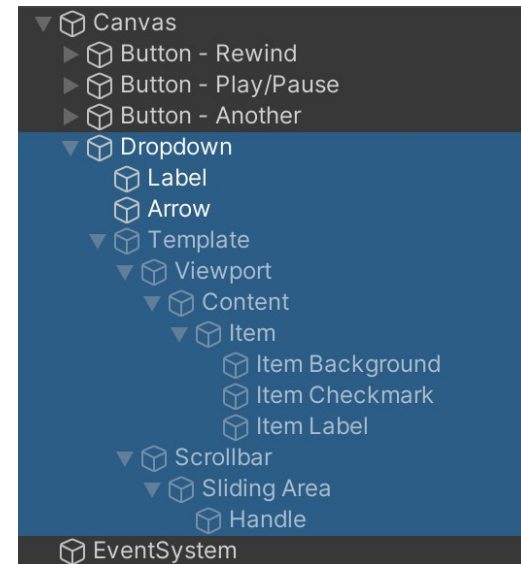 Canvas
Button - Rewind
Button - Play/Pause
Button - Another
Dropdown
Label
Arrow
Template
Viewport
Content
Item
Item Background
Item Checkmark
Item Label
Scrollbar
Sliding Area
Handle
EventSystem